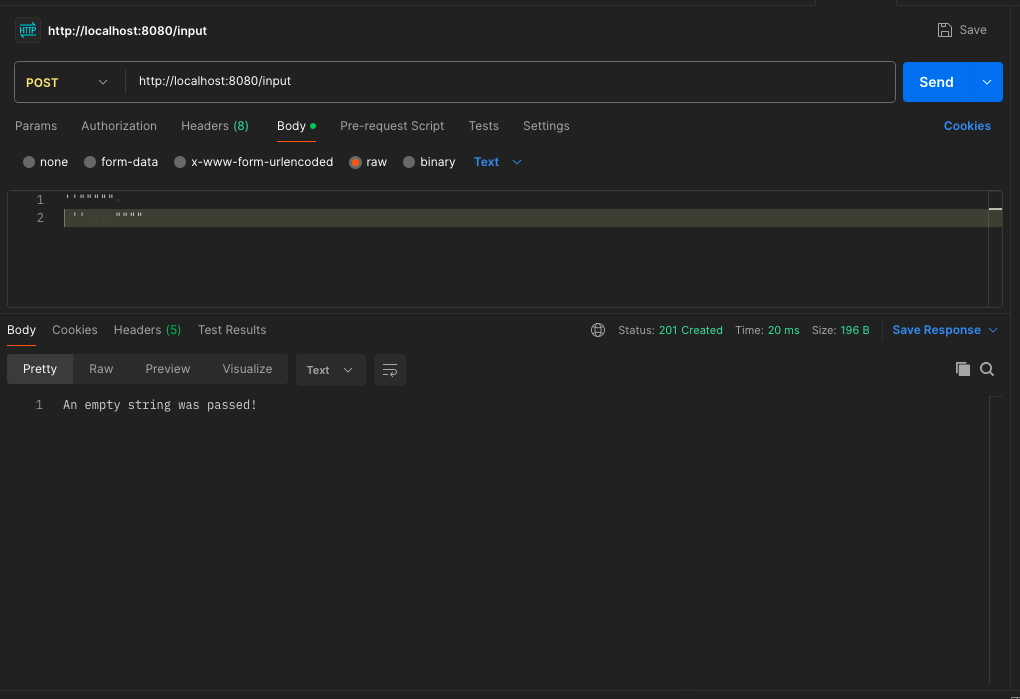 HTTP http://localhost:8080/input Save
POST http://localhost:8080/input Send
Params Authorization Headers (8) Body Pre-request Script Tests Settings Cookies
none form-data x-www-form-urlencoded raw binary Text
1 ''"""""
2 '' """"
Body Cookies Headers (5) Test Results Status: 201 Created Time: 20 ms Size: 196 B Save Response
Pretty Raw Preview Visualize Text
1 An empty string was passed!